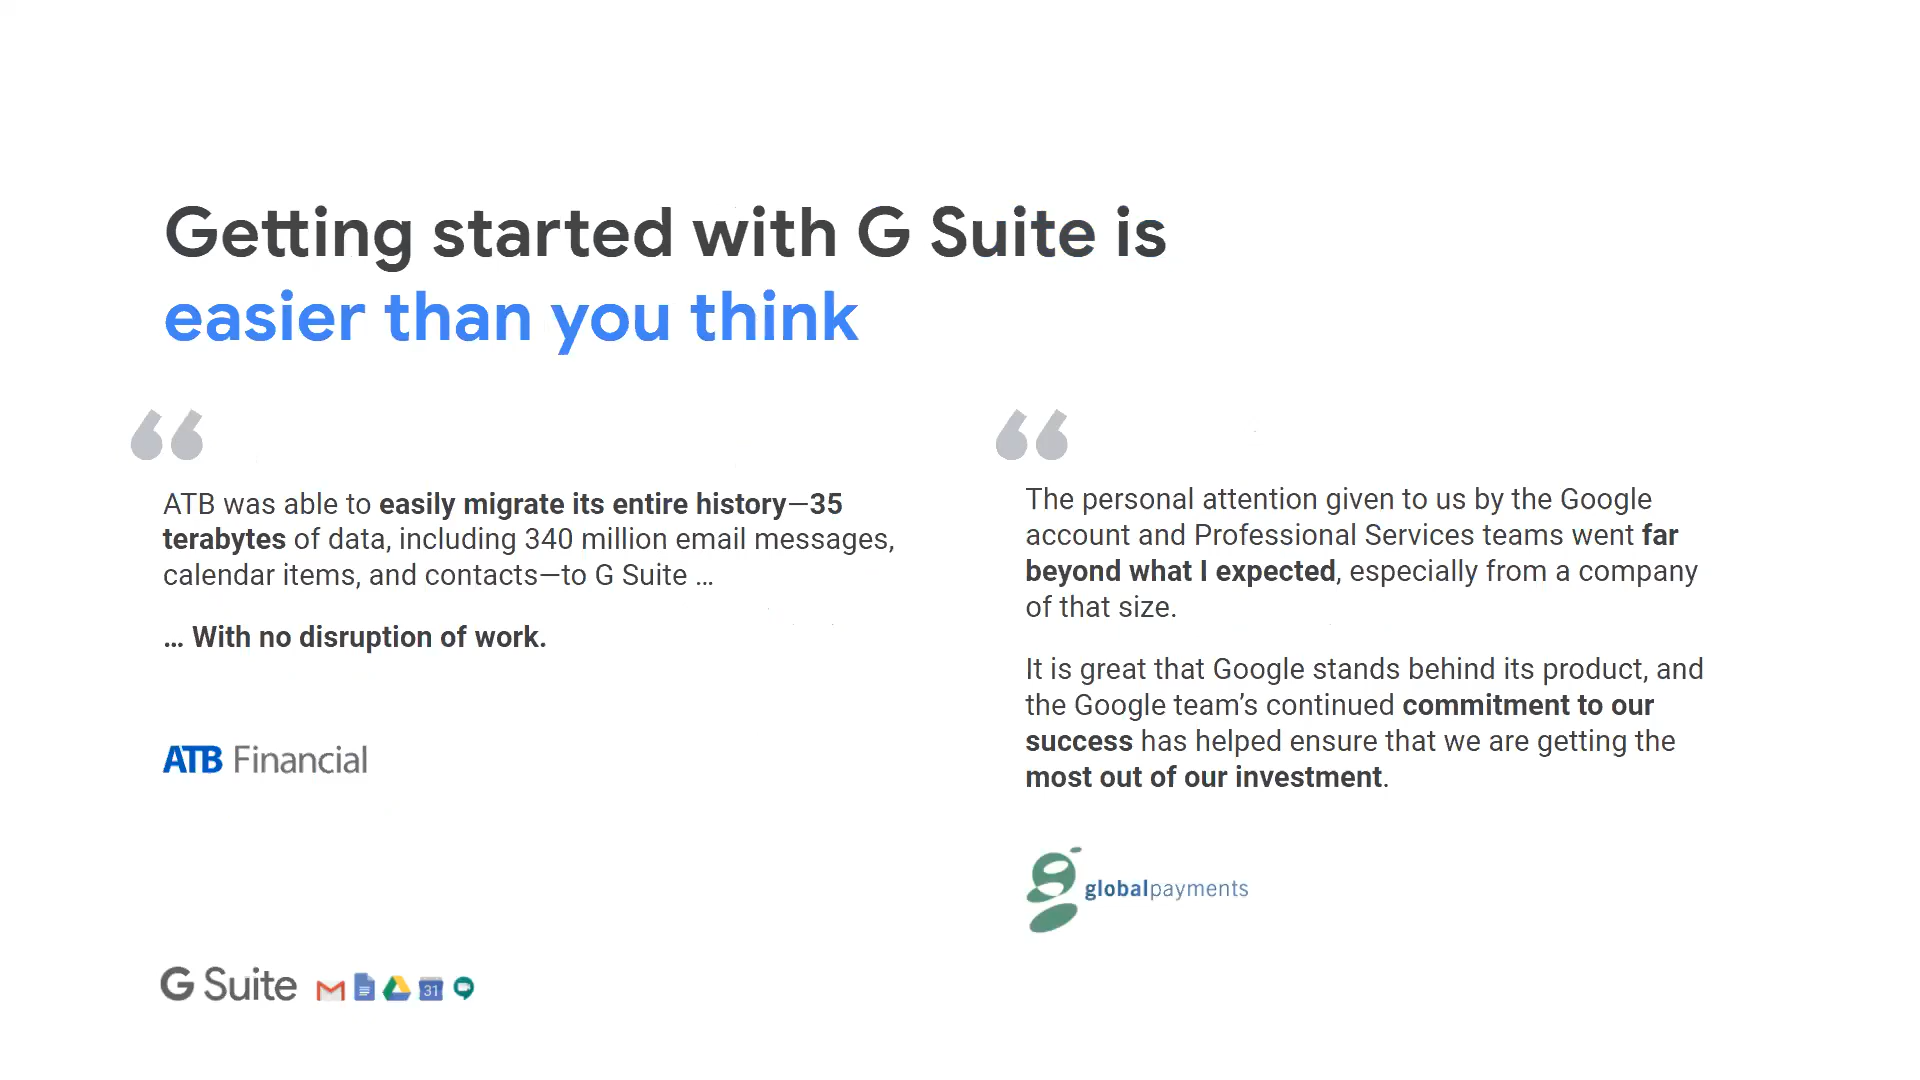 Getting started with G Suite is
easier than you think
“
ATB was able to easily migrate its entire history—35
terabytes of data, including 340 million email messages,
calendar items, and contacts—to G Suite …
… With no disruption of work.
ATB Financial
“
The personal attention given to us by the Google
account and Professional Services teams went far
beyond what I expected, especially from a company
of that size.
It is great that Google stands behind its product, and
the Google team’s continued commitment to our
success has helped ensure that we are getting the
most out of our investment.
globalpayments
G Suite
31